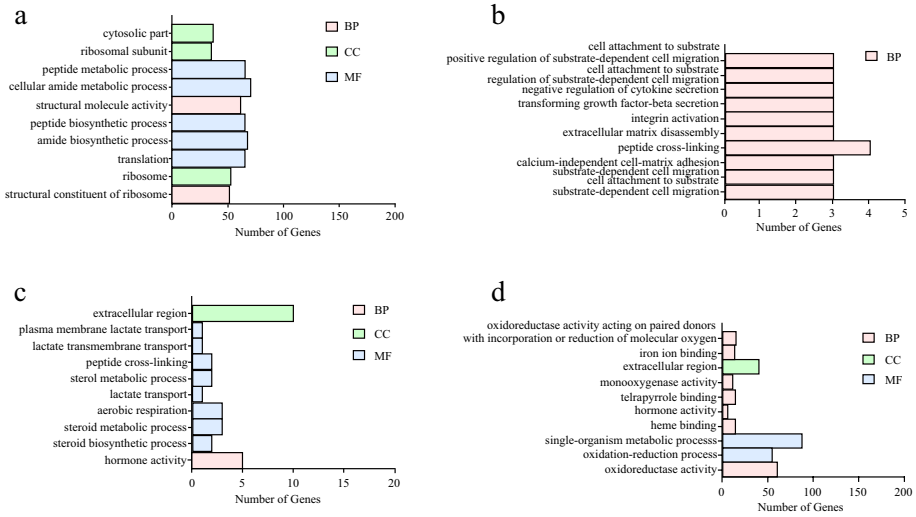 a
cytosolic part
ribosomal subunit
peptide metabolic process
cellular amide metabolic process
structural molecule activity
peptide biosynthetic process
amide biosynthetic process
translation
ribosome
structural constituent of ribosome
0 50 100 150 200
Number of Genes
BP
CC
MF
b
cell attachment to substrate
positive regulation of substrate-dependent cell migration
cell attachment to substrate
regulation of substrate-dependent cell migration
negative regulation of cytokine secretion
transforming growth factor-beta secretion
integrin activation
extracellular matrix disassembly
peptide cross-linking
calcium-independent cell-matrix adhesion
substrate-dependent cell migration
cell attachment to substrate
substrate-dependent cell migration
0 1 2 3 4 5
Number of Genes
BP
c
extracellular region
plasma membrane lactate transport
lactate transmembrane transport
peptide cross-linking
sterol metabolic process
lactate transport
aerobic respiration
steroid metabolic process
steroid biosynthetic process
hormone activity
0 5 10 15 20
Number of Genes
BP
CC
MF
d
oxidoreductase activity acting on paired donors
with incorporation or reduction of molecular oxygen
iron ion binding
extracellular region
monooxygenase activity
telrapyrrole binding
hormone activity
heme binding
single-organism metabolic processs
oxidation-reduction process
oxidoreductase activity
0 50 100 150 200
Number of Genes
BP
CC
MF